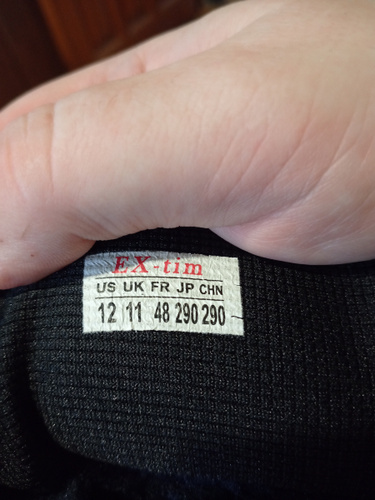 EX-tim
US UK FR JP CHN
12 11 48 290 290